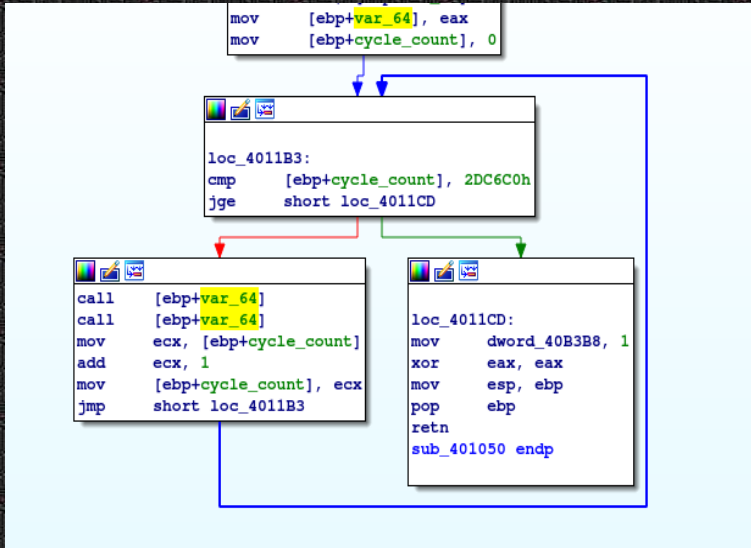 mov [ebp+var_64], eax
mov [ebp+cycle_count], 0
loc_4011B3:
cmp [ebp+cycle_count], 2DC6C0h
jge short loc_4011CD
call [ebp+var_64]
call [ebp+var_64]
mov ecx, [ebp+cycle_count]
add ecx, 1
mov [ebp+cycle_count], ecx
jmp short loc_4011B3
loc_4011CD:
mov dword_40B3B8, 1
xor eax, eax
mov esp, ebp
pop ebp
retn
sub_401050 endp